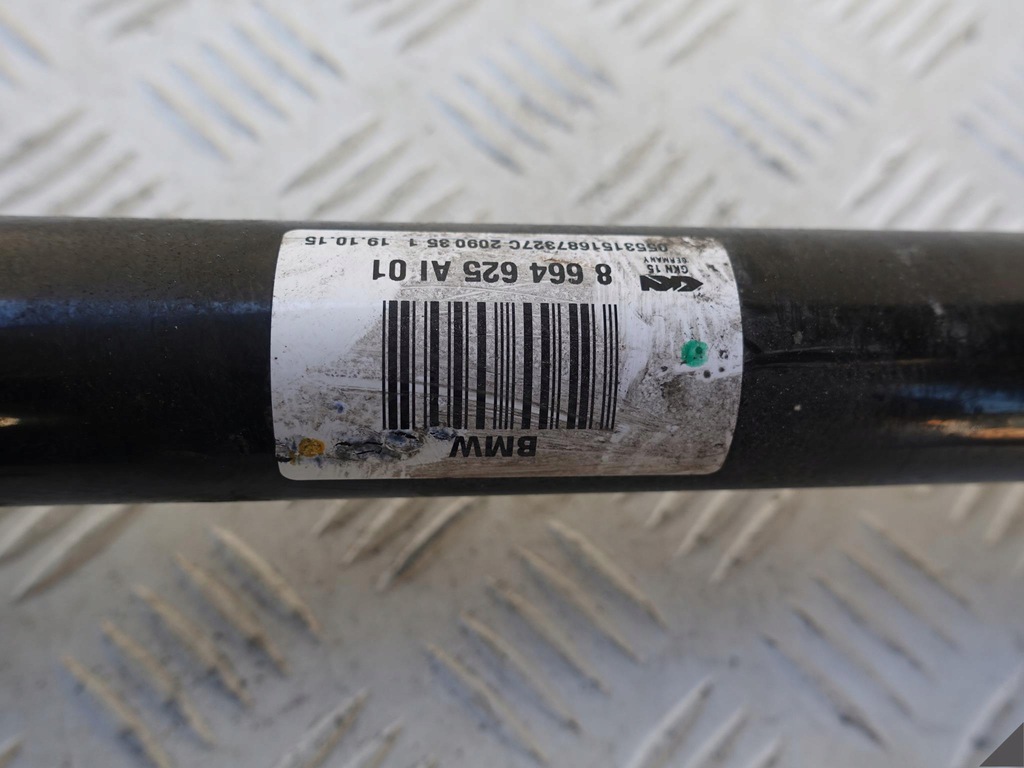 BMW
8 664 625 AI 01
GKN 15
GERMANY
0553151687327C 2090 35 1 19.10.15